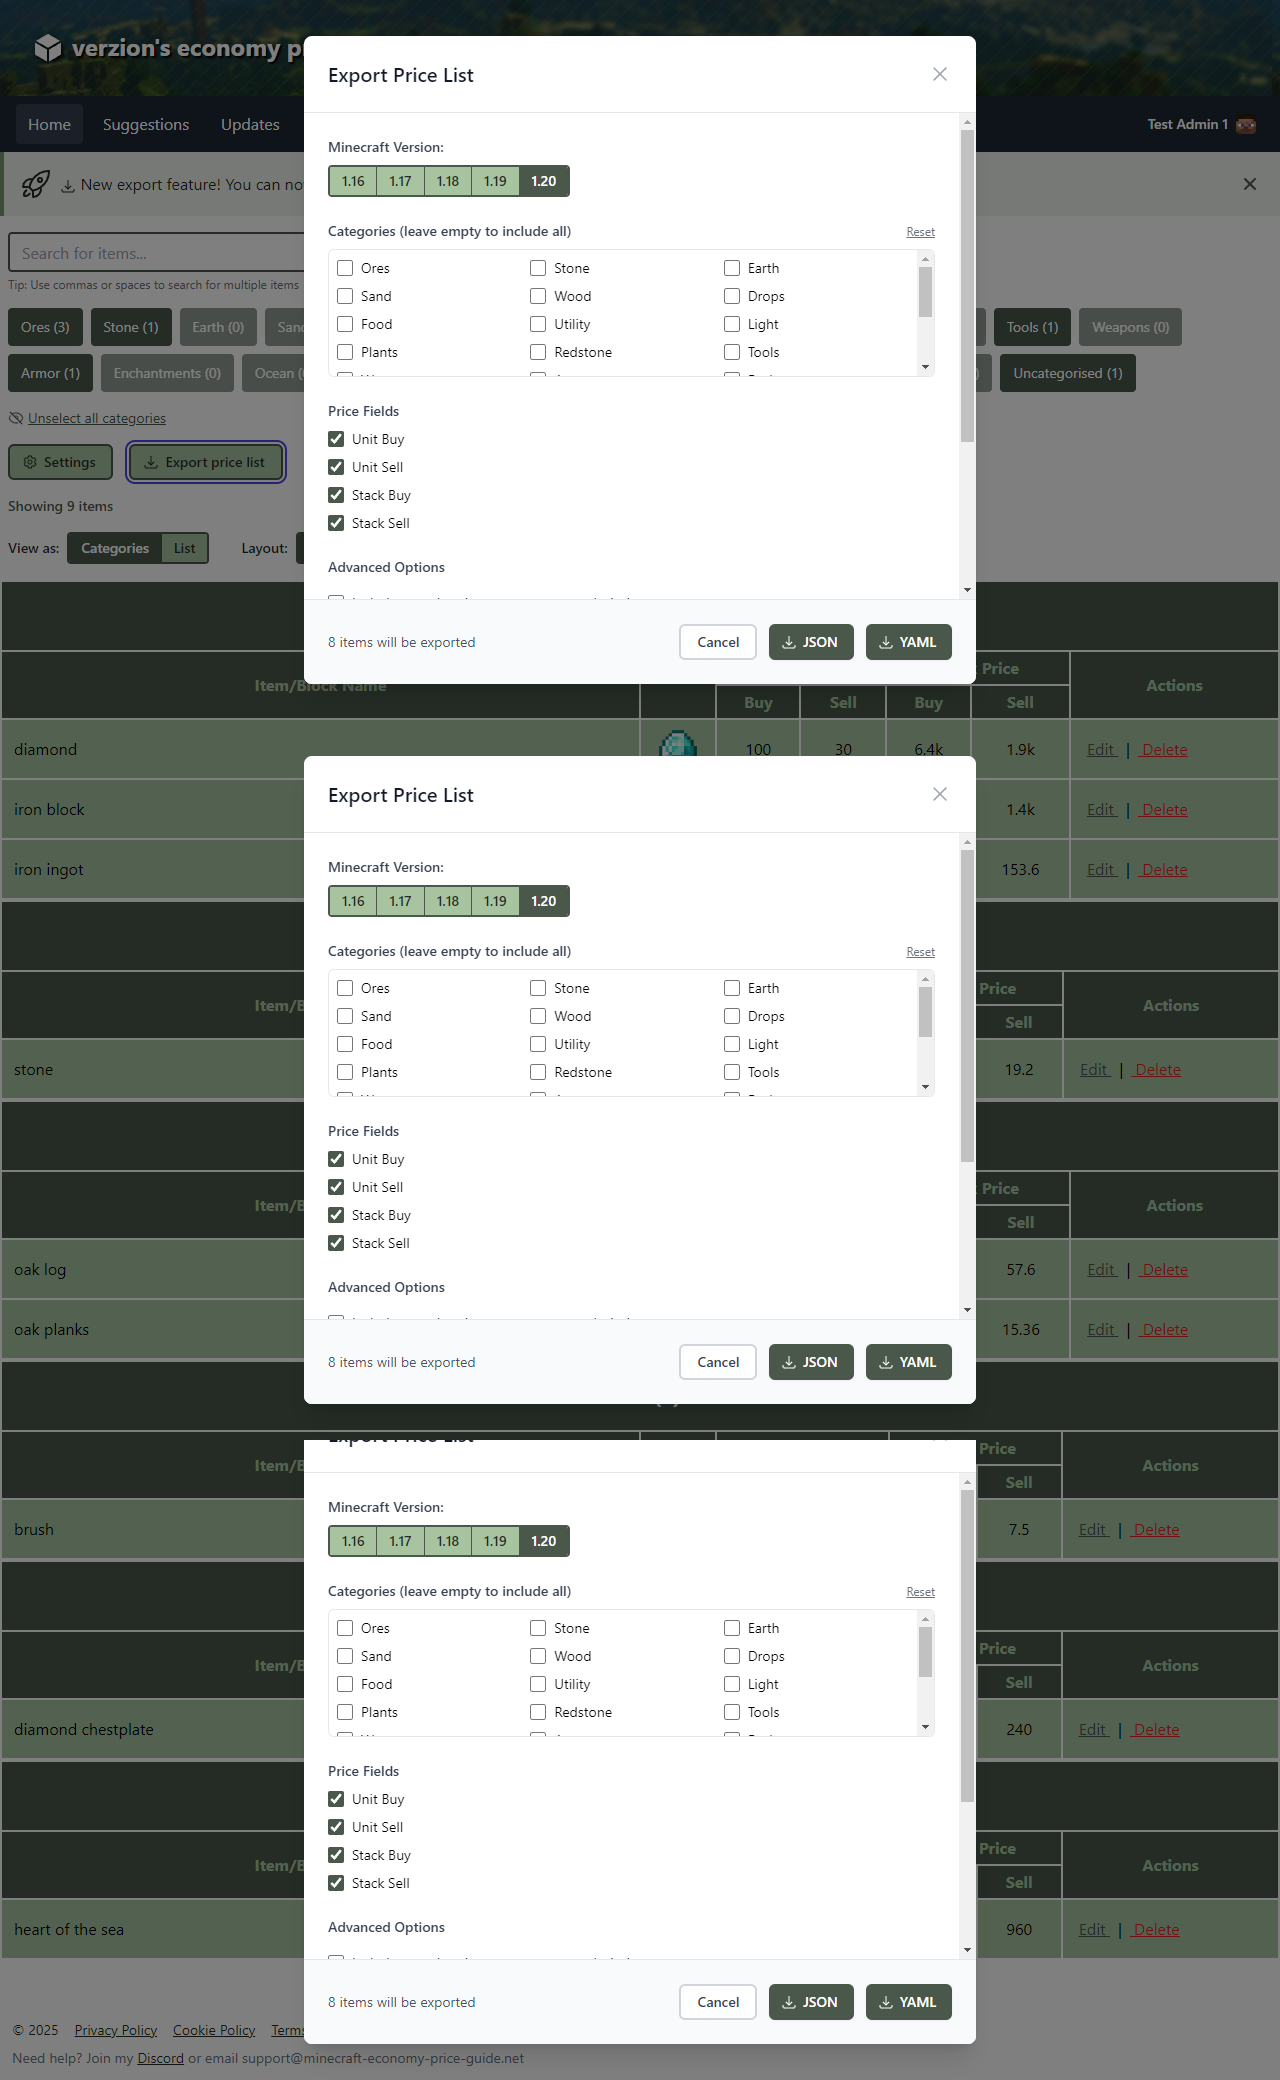 verzion's economy pr
Export Price List
Home
Suggestions
Updates
Test Admin 1
Minecraft Version:
1.16
1.17
1.18
1.19
1.20
New export feature! You can no
Categories (leave empty to include all)
Reset
Search for items...
Tip: Use commas or spaces to search for multiple items
Ores
Stone
Earth
Sand
Wood
Drops
Food
Utility
Light
Plants
Redstone
Tools
Ores (3)
Stone (1)
Earth (0)
Sand
Tools (1)
Weapons (0)
Armor (1)
Enchantments (0)
Ocean (
Uncategorised (1)
Unselect all categories
Price Fields
Unit Buy
Unit Sell
Stack Buy
Stack Sell
Settings
Export price list
Showing 9 items
View as:
Categories
List
Layout:
Advanced Options
8 items will be exported
Cancel
JSON
YAML
Item/Block Name
Price
Actions
Buy
Sell
Buy
Sell
diamond
100
30
6.4k
1.9k
Edit | Delete
Export Price List
iron block
1.4k
Edit | Delete
Minecraft Version:
iron ingot
153.6
Edit | Delete
1.16
1.17
1.18
1.19
1.20
Categories (leave empty to include all)
Reset
Ores
Stone
Earth
Sand
Wood
Drops
Food
Utility
Light
Plants
Redstone
Tools
Item/B
Price
Actions
Sell
stone
19.2
Edit | Delete
Price Fields
Unit Buy
Unit Sell
Stack Buy
Stack Sell
Item/B
Price
Actions
Sell
oak log
57.6
Edit | Delete
Advanced Options
oak planks
15.36
Edit | Delete
8 items will be exported
Cancel
JSON
YAML
Export Price List
Item/B
Price
Actions
Sell
Minecraft Version:
1.16
1.17
1.18
1.19
1.20
brush
7.5
Edit | Delete
Categories (leave empty to include all)
Reset
Ores
Stone
Earth
Sand
Wood
Drops
Food
Utility
Light
Plants
Redstone
Tools
Item/B
Price
Actions
Sell
diamond chestplate
240
Edit | Delete
Price Fields
Unit Buy
Unit Sell
Stack Buy
Stack Sell
Item/B
Price
Actions
Sell
heart of the sea
960
Edit | Delete
Advanced Options
8 items will be exported
Cancel
JSON
YAML
© 2025
Privacy Policy
Cookie Policy
Terms
Need help? Join my Discord or email support@minecraft-economy-price-guide.net